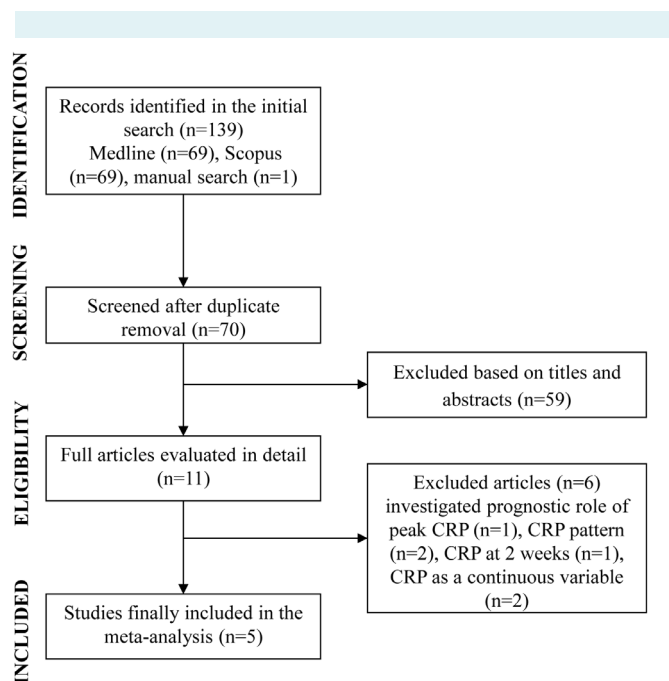 IDENTIFICATION
Records identified in the initial
search (n=139)
Medline (n=69), Scopus
(n=69), manual search (n=1)
SCREENING
Screened after duplicate
removal (n=70)
Excluded based on titles and
abstracts (n=59)
ELIGIBILITY
Full articles evaluated in detail
(n=11)
Excluded articles (n=6)
investigated prognostic role of
peak CRP (n=1), CRP pattern
(n=2), CRP at 2 weeks (n=1),
CRP as a continuous variable
(n=2)
INCLUDED
Studies finally included in the
meta-analysis (n=5)